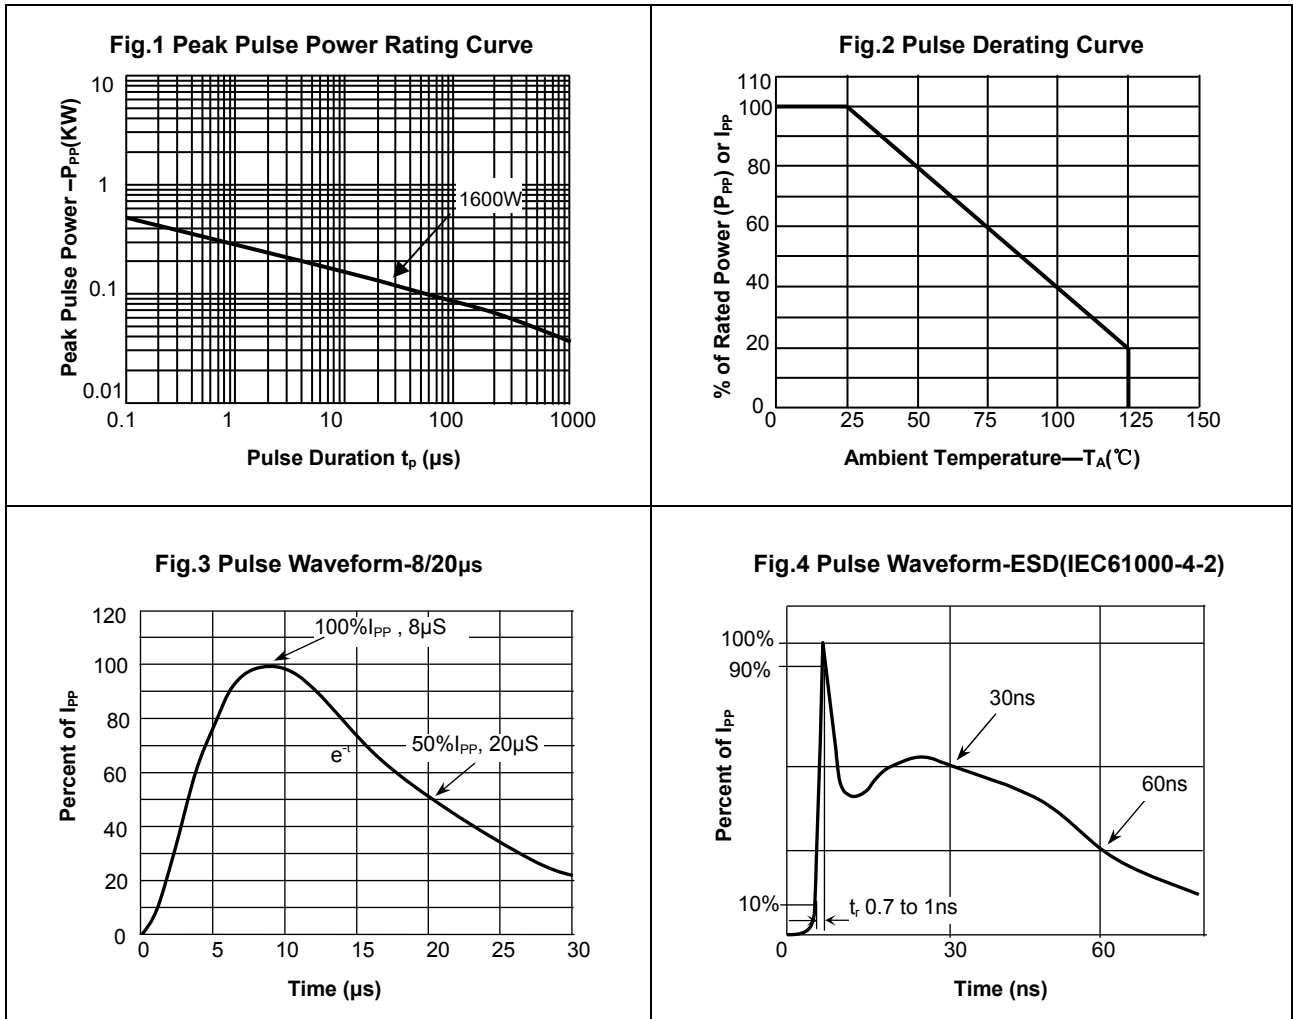 Fig.1 Peak Pulse Power Rating Curve
Peak Pulse Power –PPP(KW)
10
1
0.1
0.01
1600W
0.1 1 10 100 1000
Pulse Duration tp (µs)
Fig.2 Pulse Derating Curve
% of Rated Power (PPP) or IPP
110
100
80
60
40
20
0
0 25 50 75 100 125 150
Ambient Temperature—TA(℃)
Fig.3 Pulse Waveform-8/20µs
Percent of IPP
120
100
80
60
40
20
0
100%IPP , 8µS
e-t
50%IPP, 20µS
0 5 10 15 20 25 30
Time (µs)
Fig.4 Pulse Waveform-ESD(IEC61000-4-2)
Percent of IPP
100%
90%
10%
30ns
60ns
tr 0.7 to 1ns
0 30 60
Time (ns)